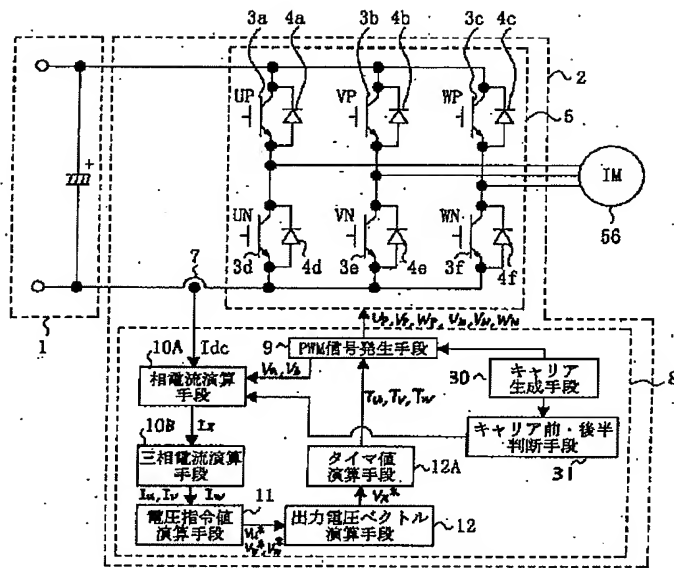 3a 4a 3b 4b 3c 4c
2
5
UP VP WP
IM
56
UN VN WN
3d 4d 3e 4e 3f 4f
7
+
1
Idc
UP, VP, WP, UN, VN, WN
10A
9
PWM信号発生手段
相電流演算
手段
TU, TV, TW
30
キャリア
生成手段
8
10B
Ix
キャリア前・後半
判断手段
31
三相電流演算
手段
タイマ値
演算手段
12A
Iu, Iv Iw
11
電圧指令値
演算手段
出力電圧ベクトル
演算手段
12